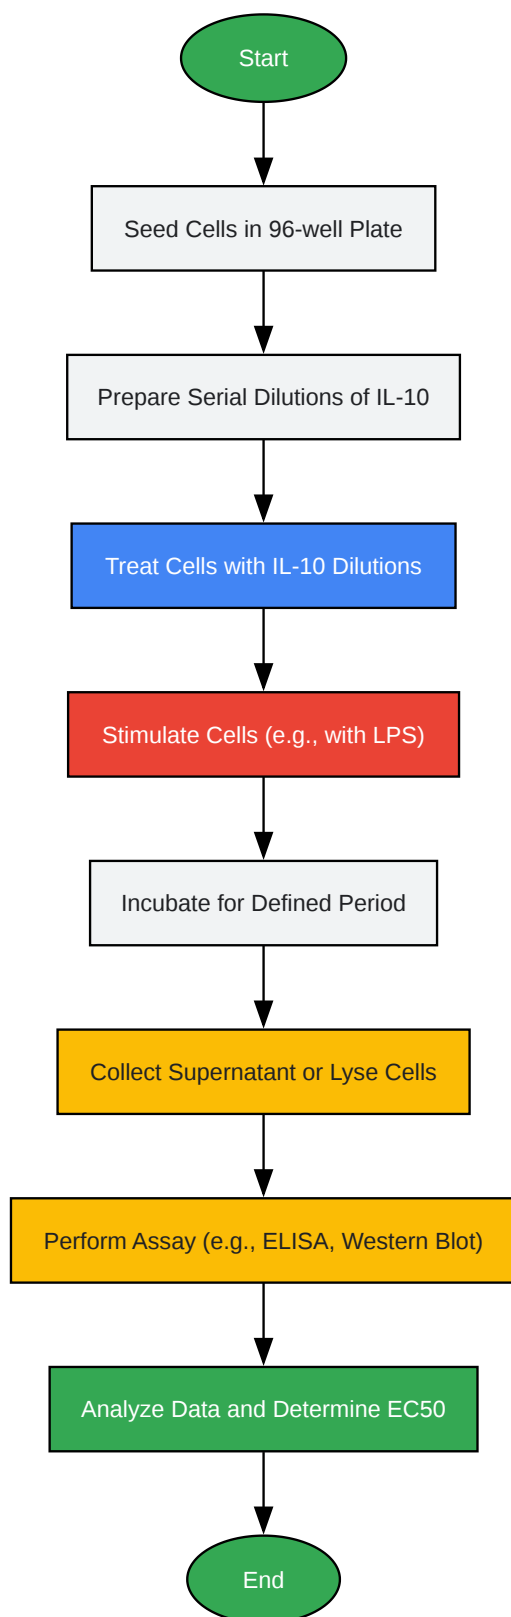 Start
Seed Cells in 96-well Plate
Prepare Serial Dilutions of IL-10
Treat Cells with IL-10 Dilutions
Stimulate Cells (e.g., with LPS)
Incubate for Defined Period
Collect Supernatant or Lyse Cells
Perform Assay (e.g., ELISA, Western Blot)
Analyze Data and Determine EC50
End